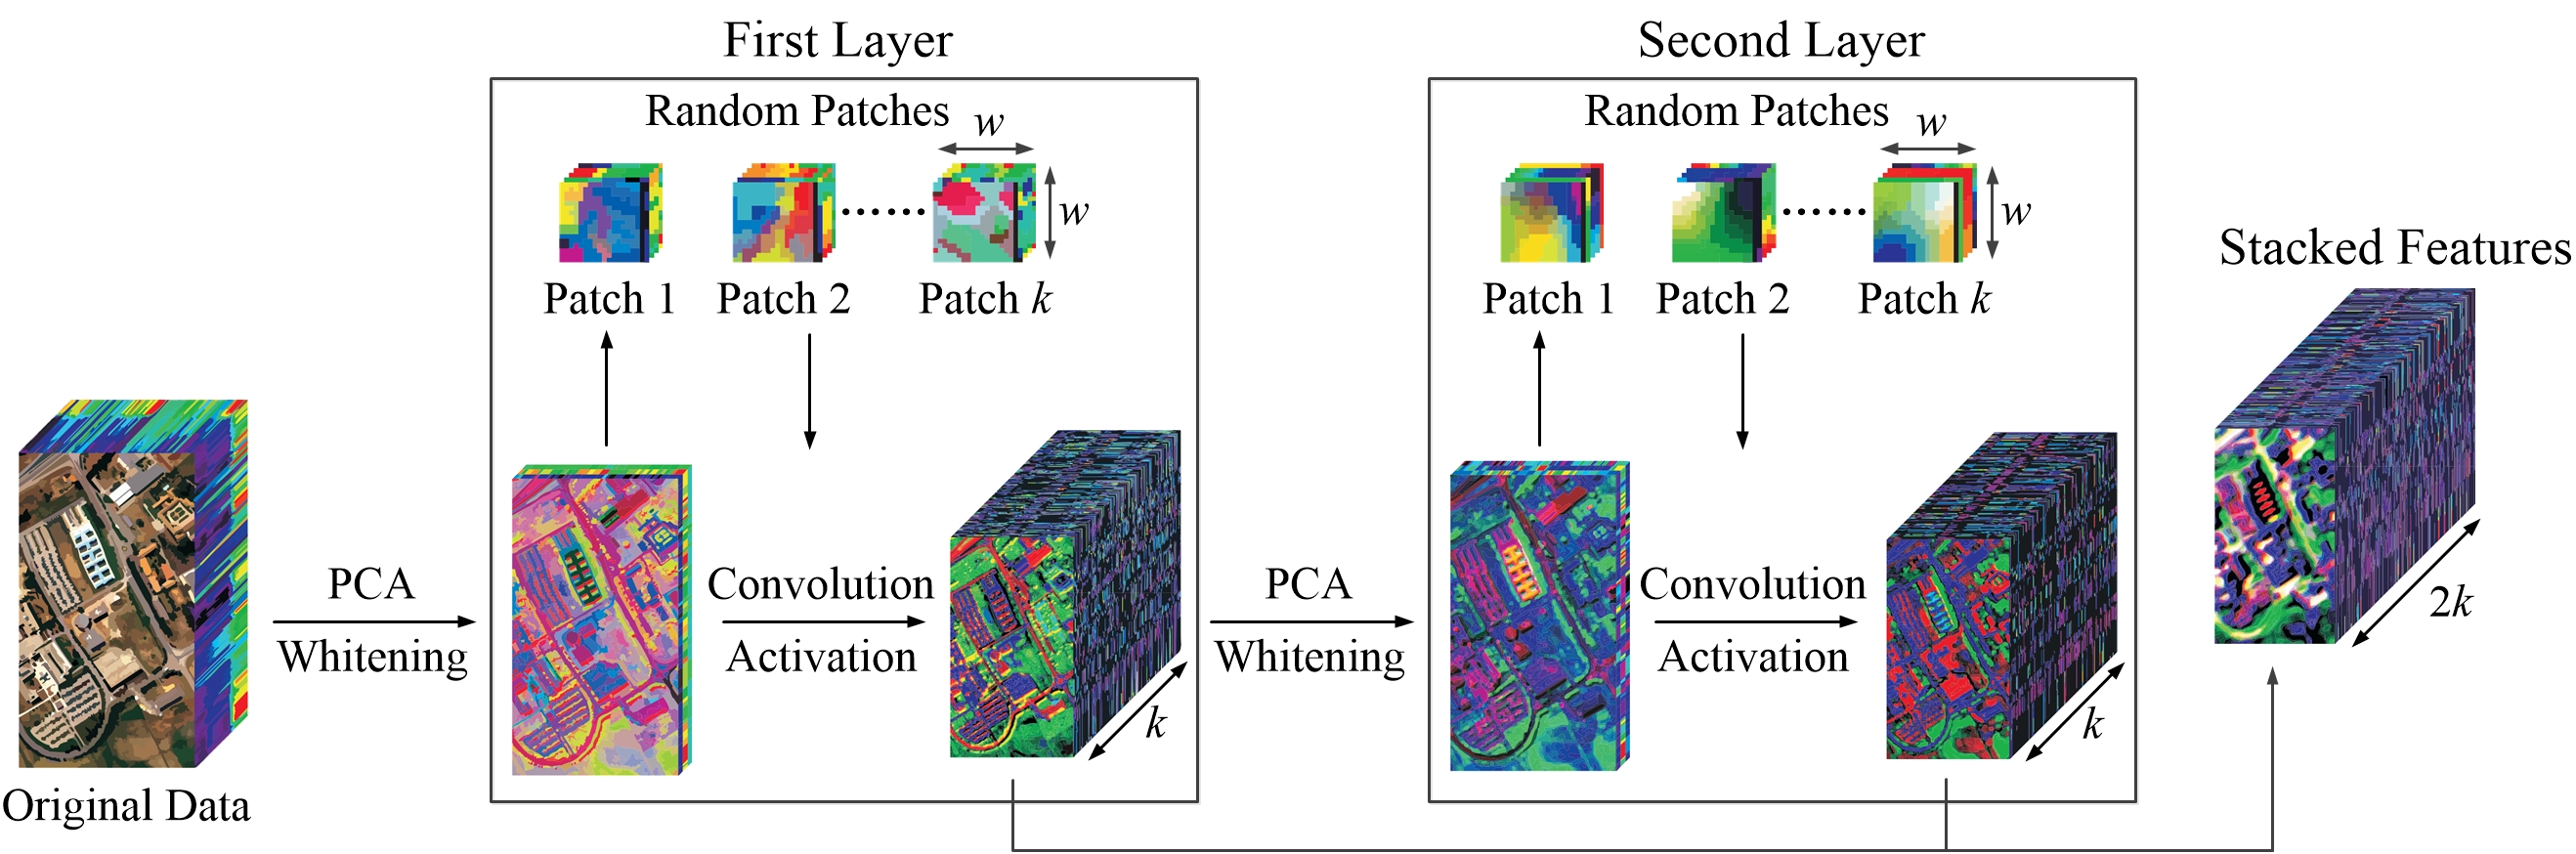 First Layer
Second Layer
Random Patches
Random Patches
w
w
w
w
Patch 1
Patch 2
......
Patch k
Patch 1
Patch 2
......
Patch k
Stacked Features
PCA
Whitening
Convolution
Activation
k
PCA
Whitening
Convolution
Activation
k
2k
Original Data